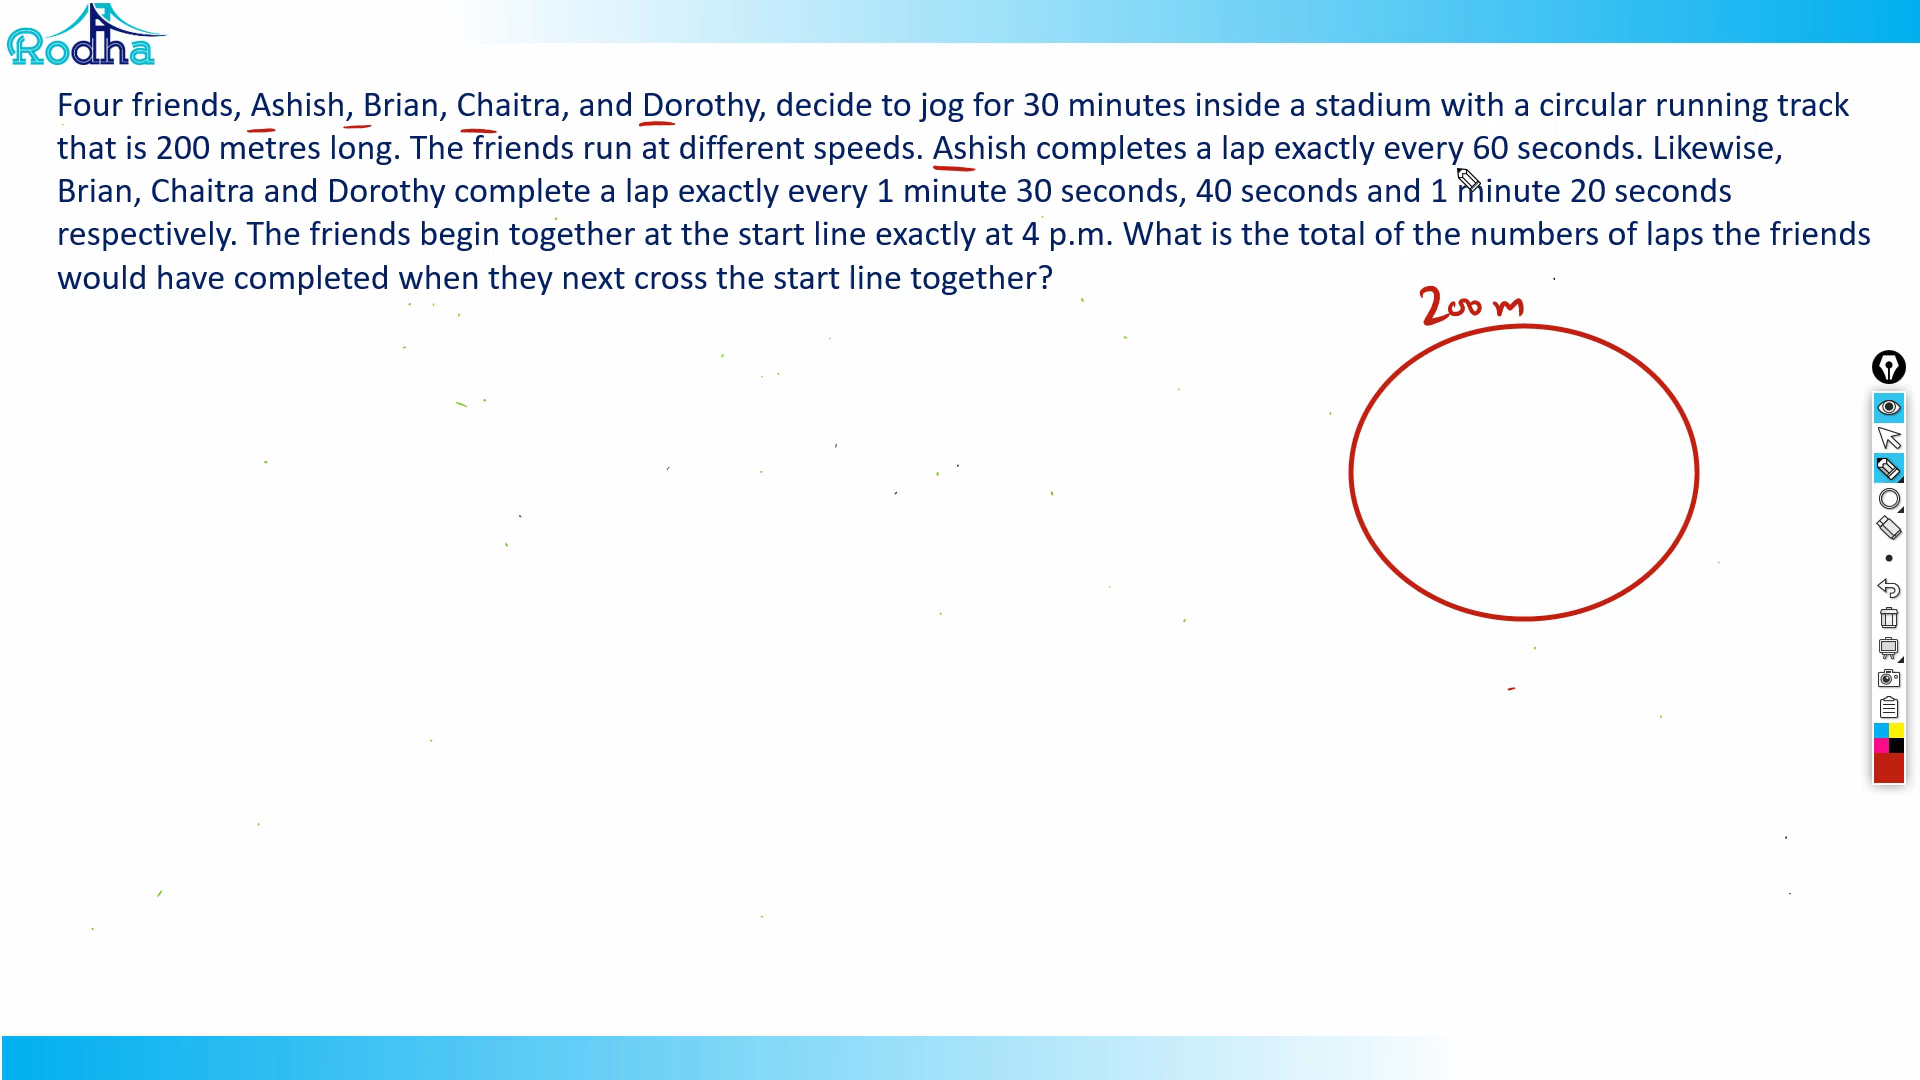 Rodha
Four friends, Ashish, Brian, Chaitra, and Dorothy, decide to jog for 30 minutes inside a stadium with a circular running track
that is 200 metres long. The friends run at different speeds. Ashish completes a lap exactly every 60 seconds. Likewise,
Brian, Chaitra and Dorothy complete a lap exactly every 1 minute 30 seconds, 40 seconds and 1 minute 20 seconds
respectively. The friends begin together at the start line exactly at 4 p.m. What is the total of the numbers of laps the friends
would have completed when they next cross the start line together?
200 m